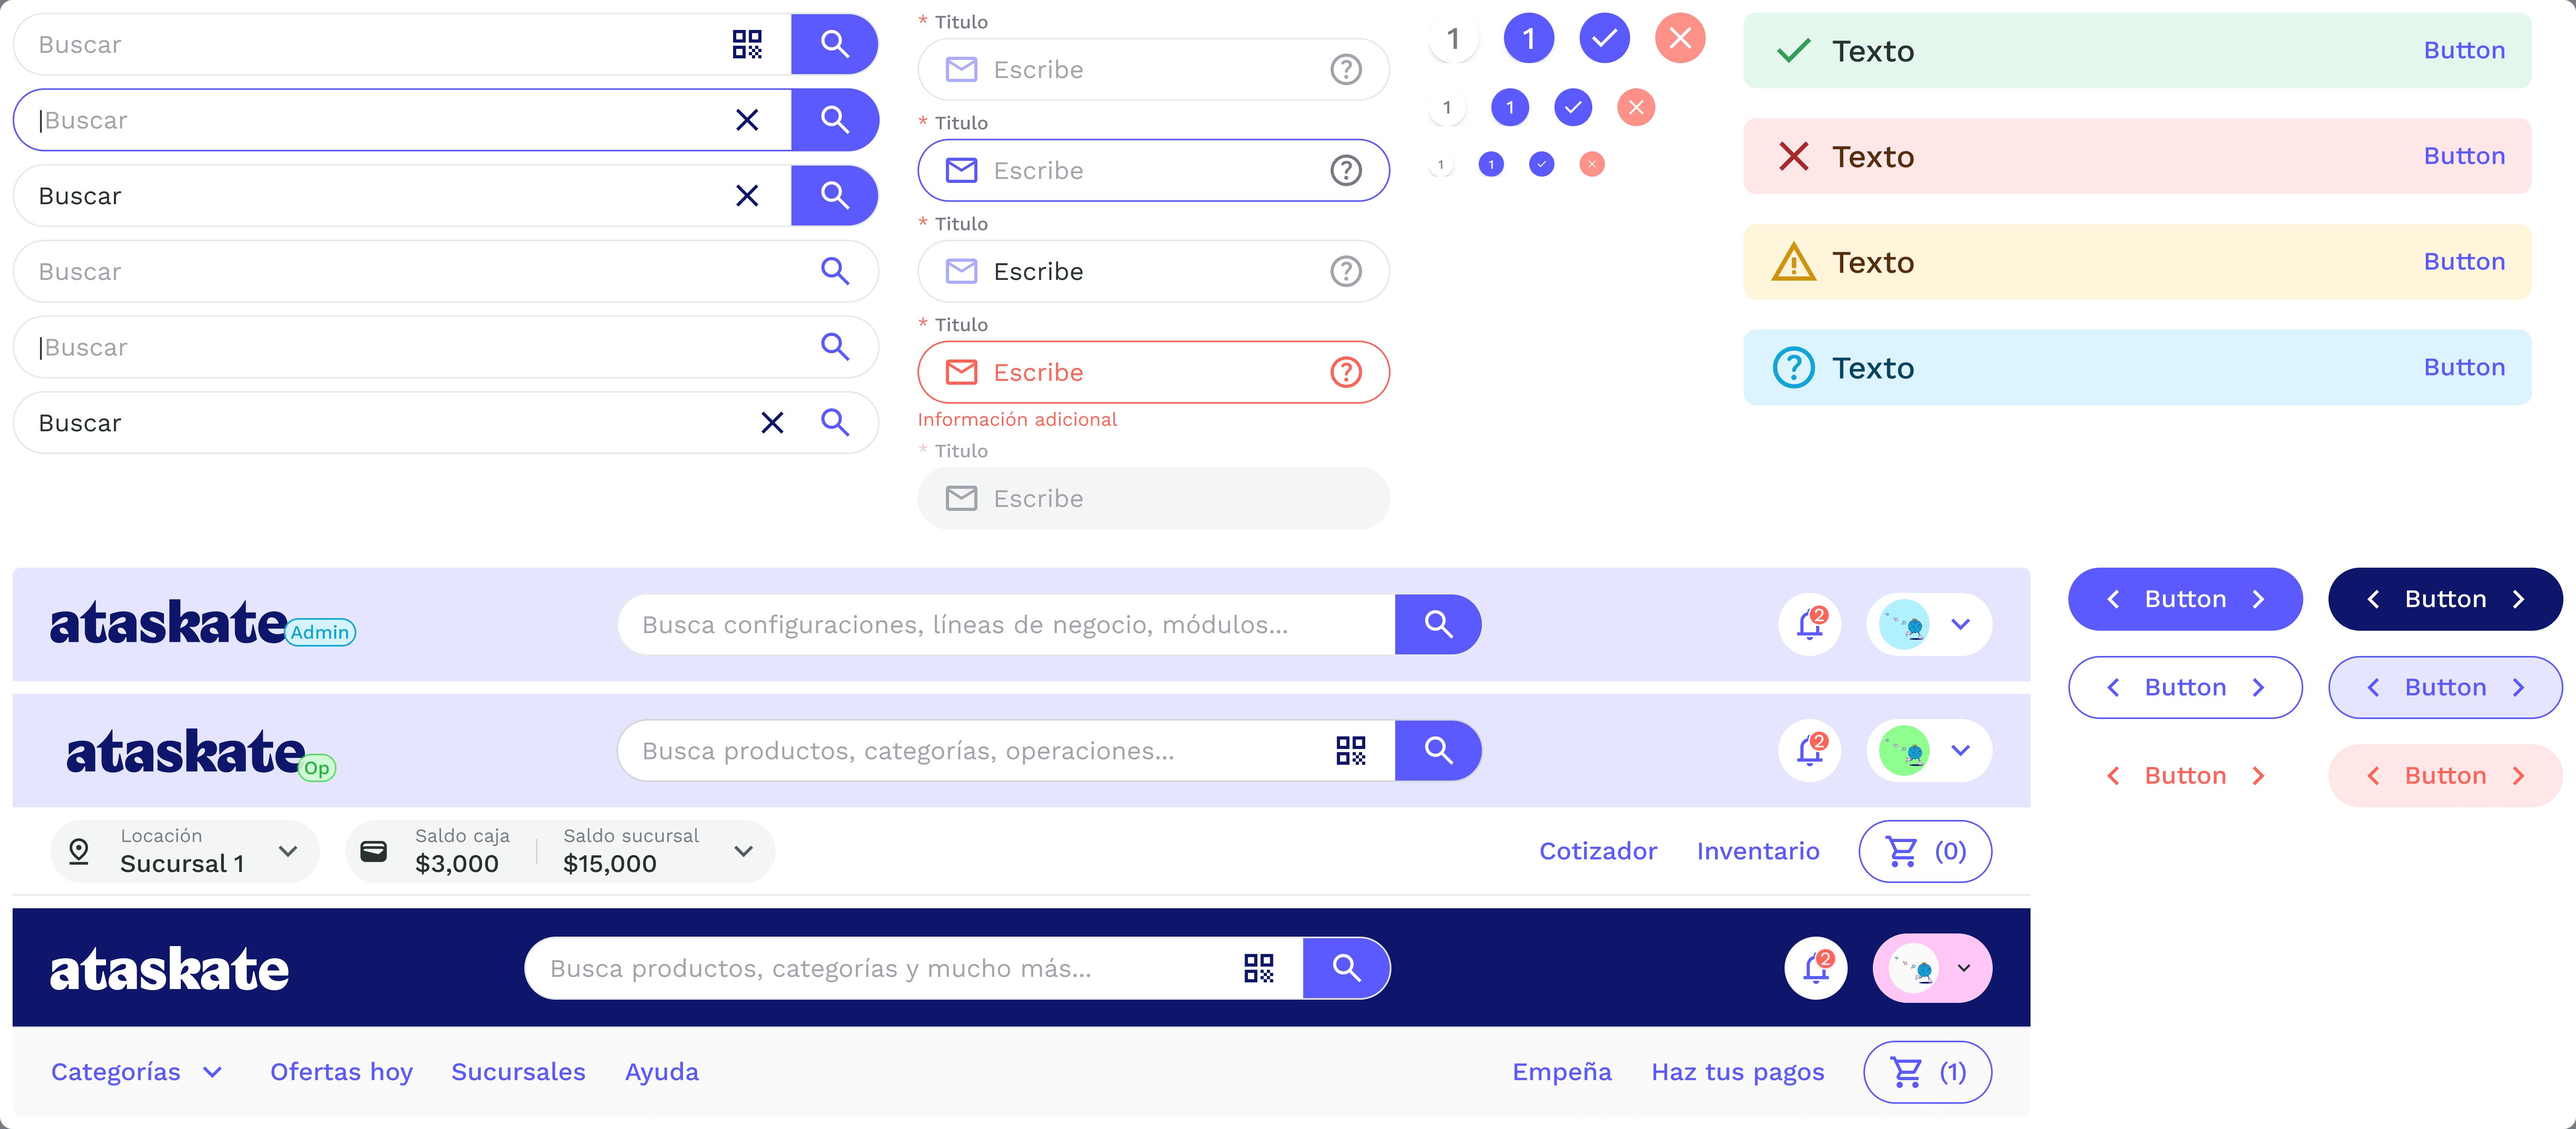 Buscar
Buscar
Buscar
Buscar
Buscar
Buscar
* Titulo
Escribe
* Titulo
Escribe
* Titulo
Escribe
* Titulo
Escribe
Información adicional
* Titulo
Escribe
1 1
1 1
1 1
Texto Button
Texto Button
Texto Button
Texto Button
ataskate Admin Busca configuraciones, líneas de negocio, módulos... 2
ataskate Op Busca productos, categorías, operaciones... 2
Locación Saldo caja Saldo sucursal
Sucursal 1 $3,000 $15,000 Cotizador Inventario (0)
ataskate Busca productos, categorías y mucho más... 2
Categorías Ofertas hoy Sucursales Ayuda Empeña Haz tus pagos (1)
Button Button
Button Button
Button Button